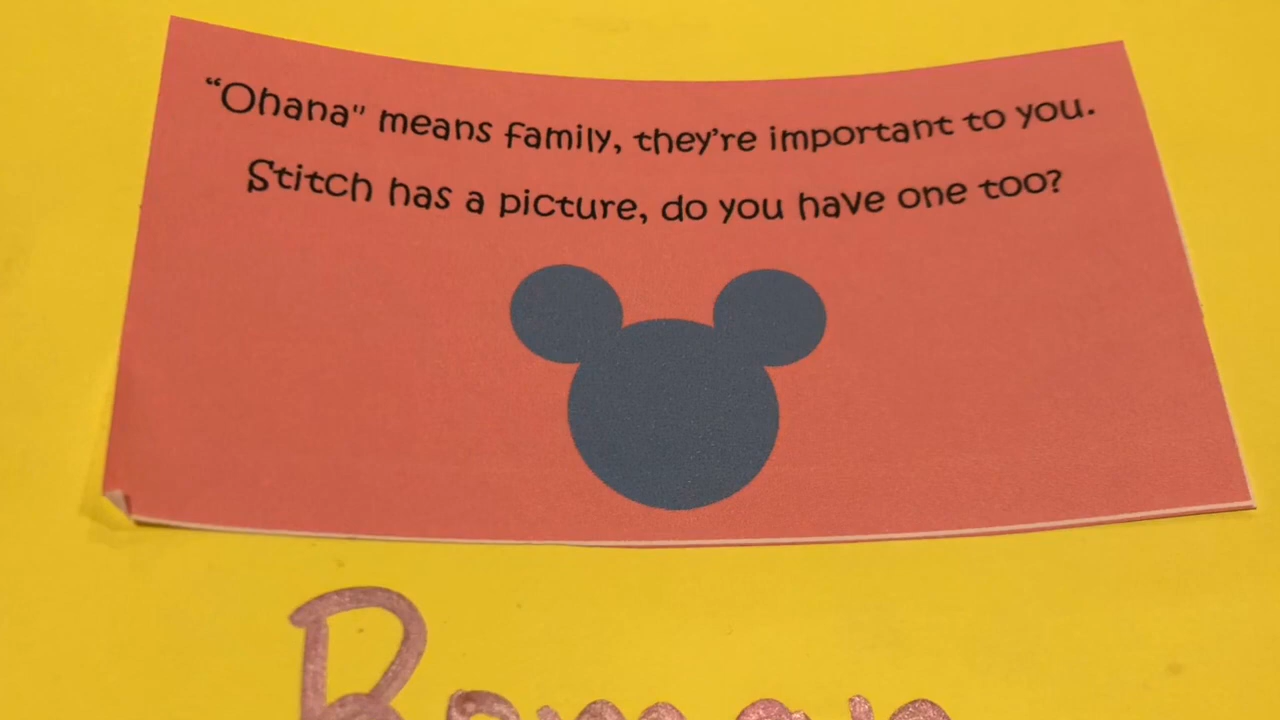 “Ohana" means family, they're important to you.
Stitch has a picture, do you have one too?